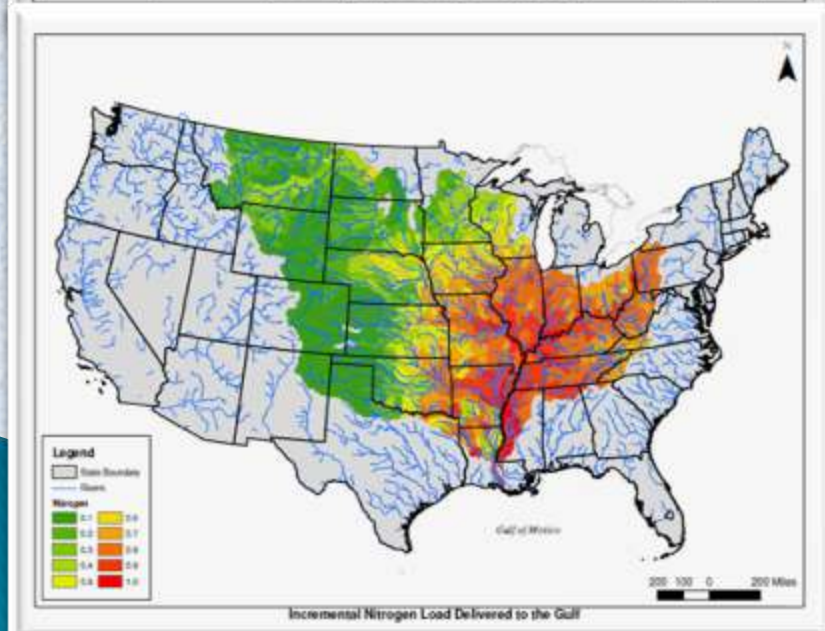 N
Legend
State Boundary
Rivers
Nitrogen
0.1 0.6
0.2 0.7
0.3 0.8
0.4 0.9
0.5 1.0
Gulf of Mexico
200 100 0 200 Miles
Incremental Nitrogen Load Delivered to the Gulf